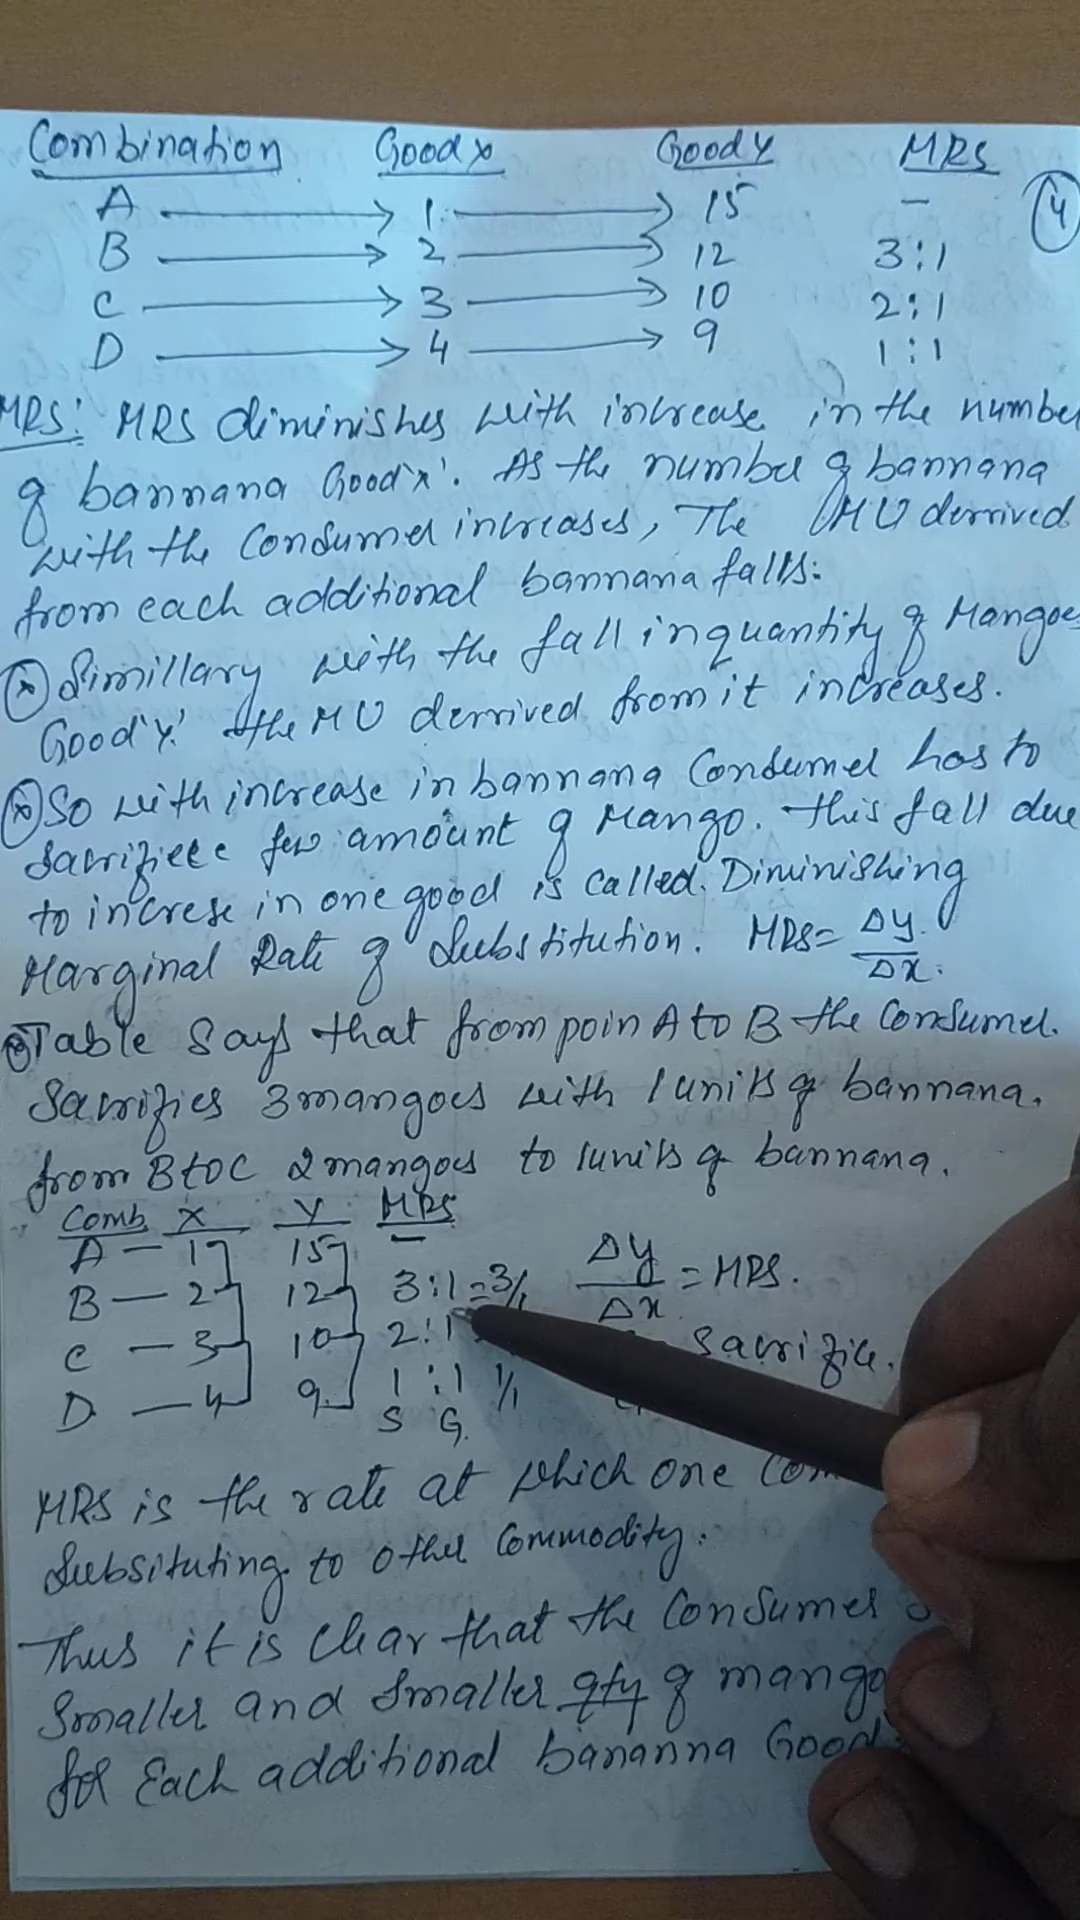 Combination Good x Good Y MRS
A 1 15 –
4
B 2 12 3:1
C 3 10 2:1
D 4 9 1:1
MRS: MRS diminishes with increase in the number
of bannana Good 'x'. As the number of bannana
with the consumer increases, The MU derrived
from each additional bannana falls.
Simillary with the fall in quantity of Mangoes
Good 'Y' the MU derrived from it increases.
So with increase in bannana Consumer has to
few amount of Mango. this fall due
to increse in one good is called Diminishing
Marginal Rate of Substitution. MRS = Δy/Δx.
Table Says that from poin A to B the Consumer.
Sacrifies 3 mangoes with 1 units of bannana.
from B to C 2 mangoes to 1 units of bannana.
Comb X Y MRS
A — 1 15 –
B — 2 12 3:1 = 3/1 Δy/Δx = MRS.
C — 3 10 2:1 Sacrifice.
D — 4 9 1:1 1/1
S G
MRS is the rate at which one
Subsituting to other Commodity.
Thus it is clear that the Consumer
Smaller and Smaller qty of mango
for Each additional bananna Good